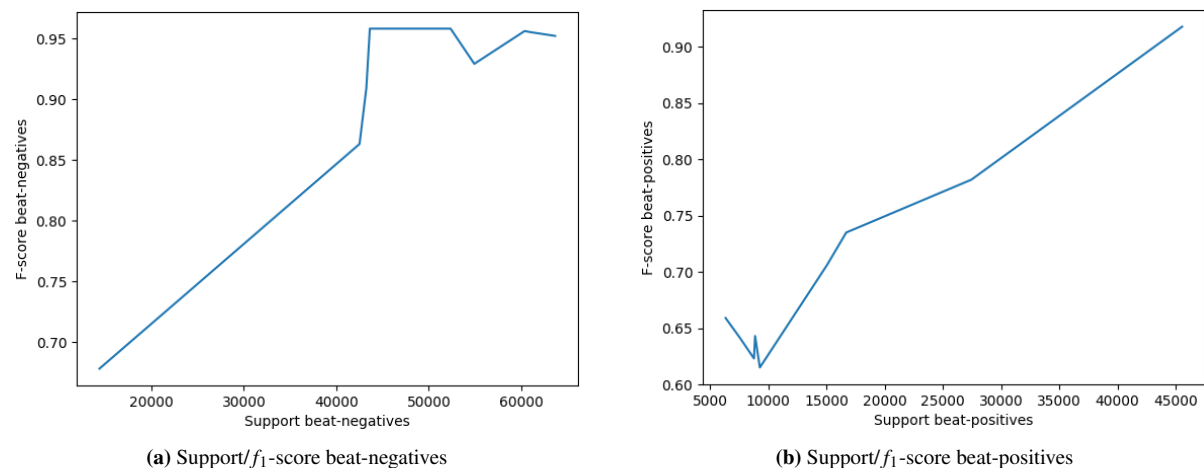 0.95
0.90
0.85
0.80
0.75
0.70
F-score beat-negatives
20000 30000 40000 50000 60000
Support beat-negatives
(a) Support/f₁-score beat-negatives
0.90
0.85
0.80
0.75
0.70
0.65
0.60
F-score beat-positives
5000 10000 15000 20000 25000 30000 35000 40000 45000
Support beat-positives
(b) Support/f₁-score beat-positives